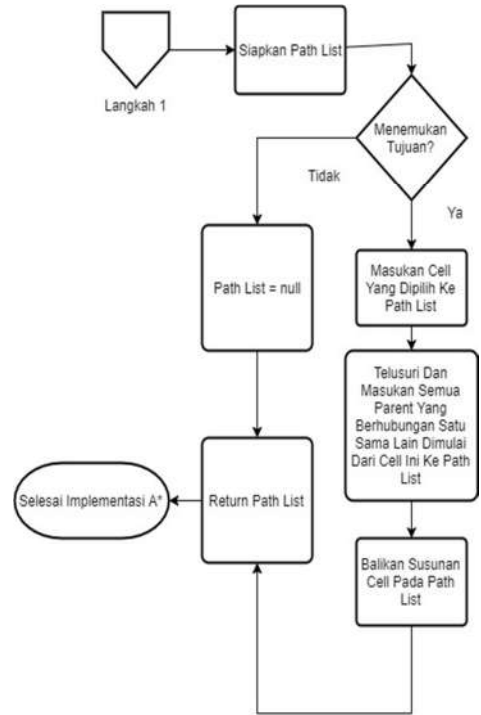 Siapkan Path List
Langkah 1
Menemukan
Tujuan?
Tidak
Ya
Path List = null
Masukan Cell
Yang Dipilih Ke
Path List
Telusuri Dan
Masukan Semua
Parent Yang
Berhubungan Satu
Sama Lain Dimulai
Dari Cell Ini Ke Path
List
Selesai Implementasi A*
Return Path List
Balikan Susunan
Cell Pada Path
List